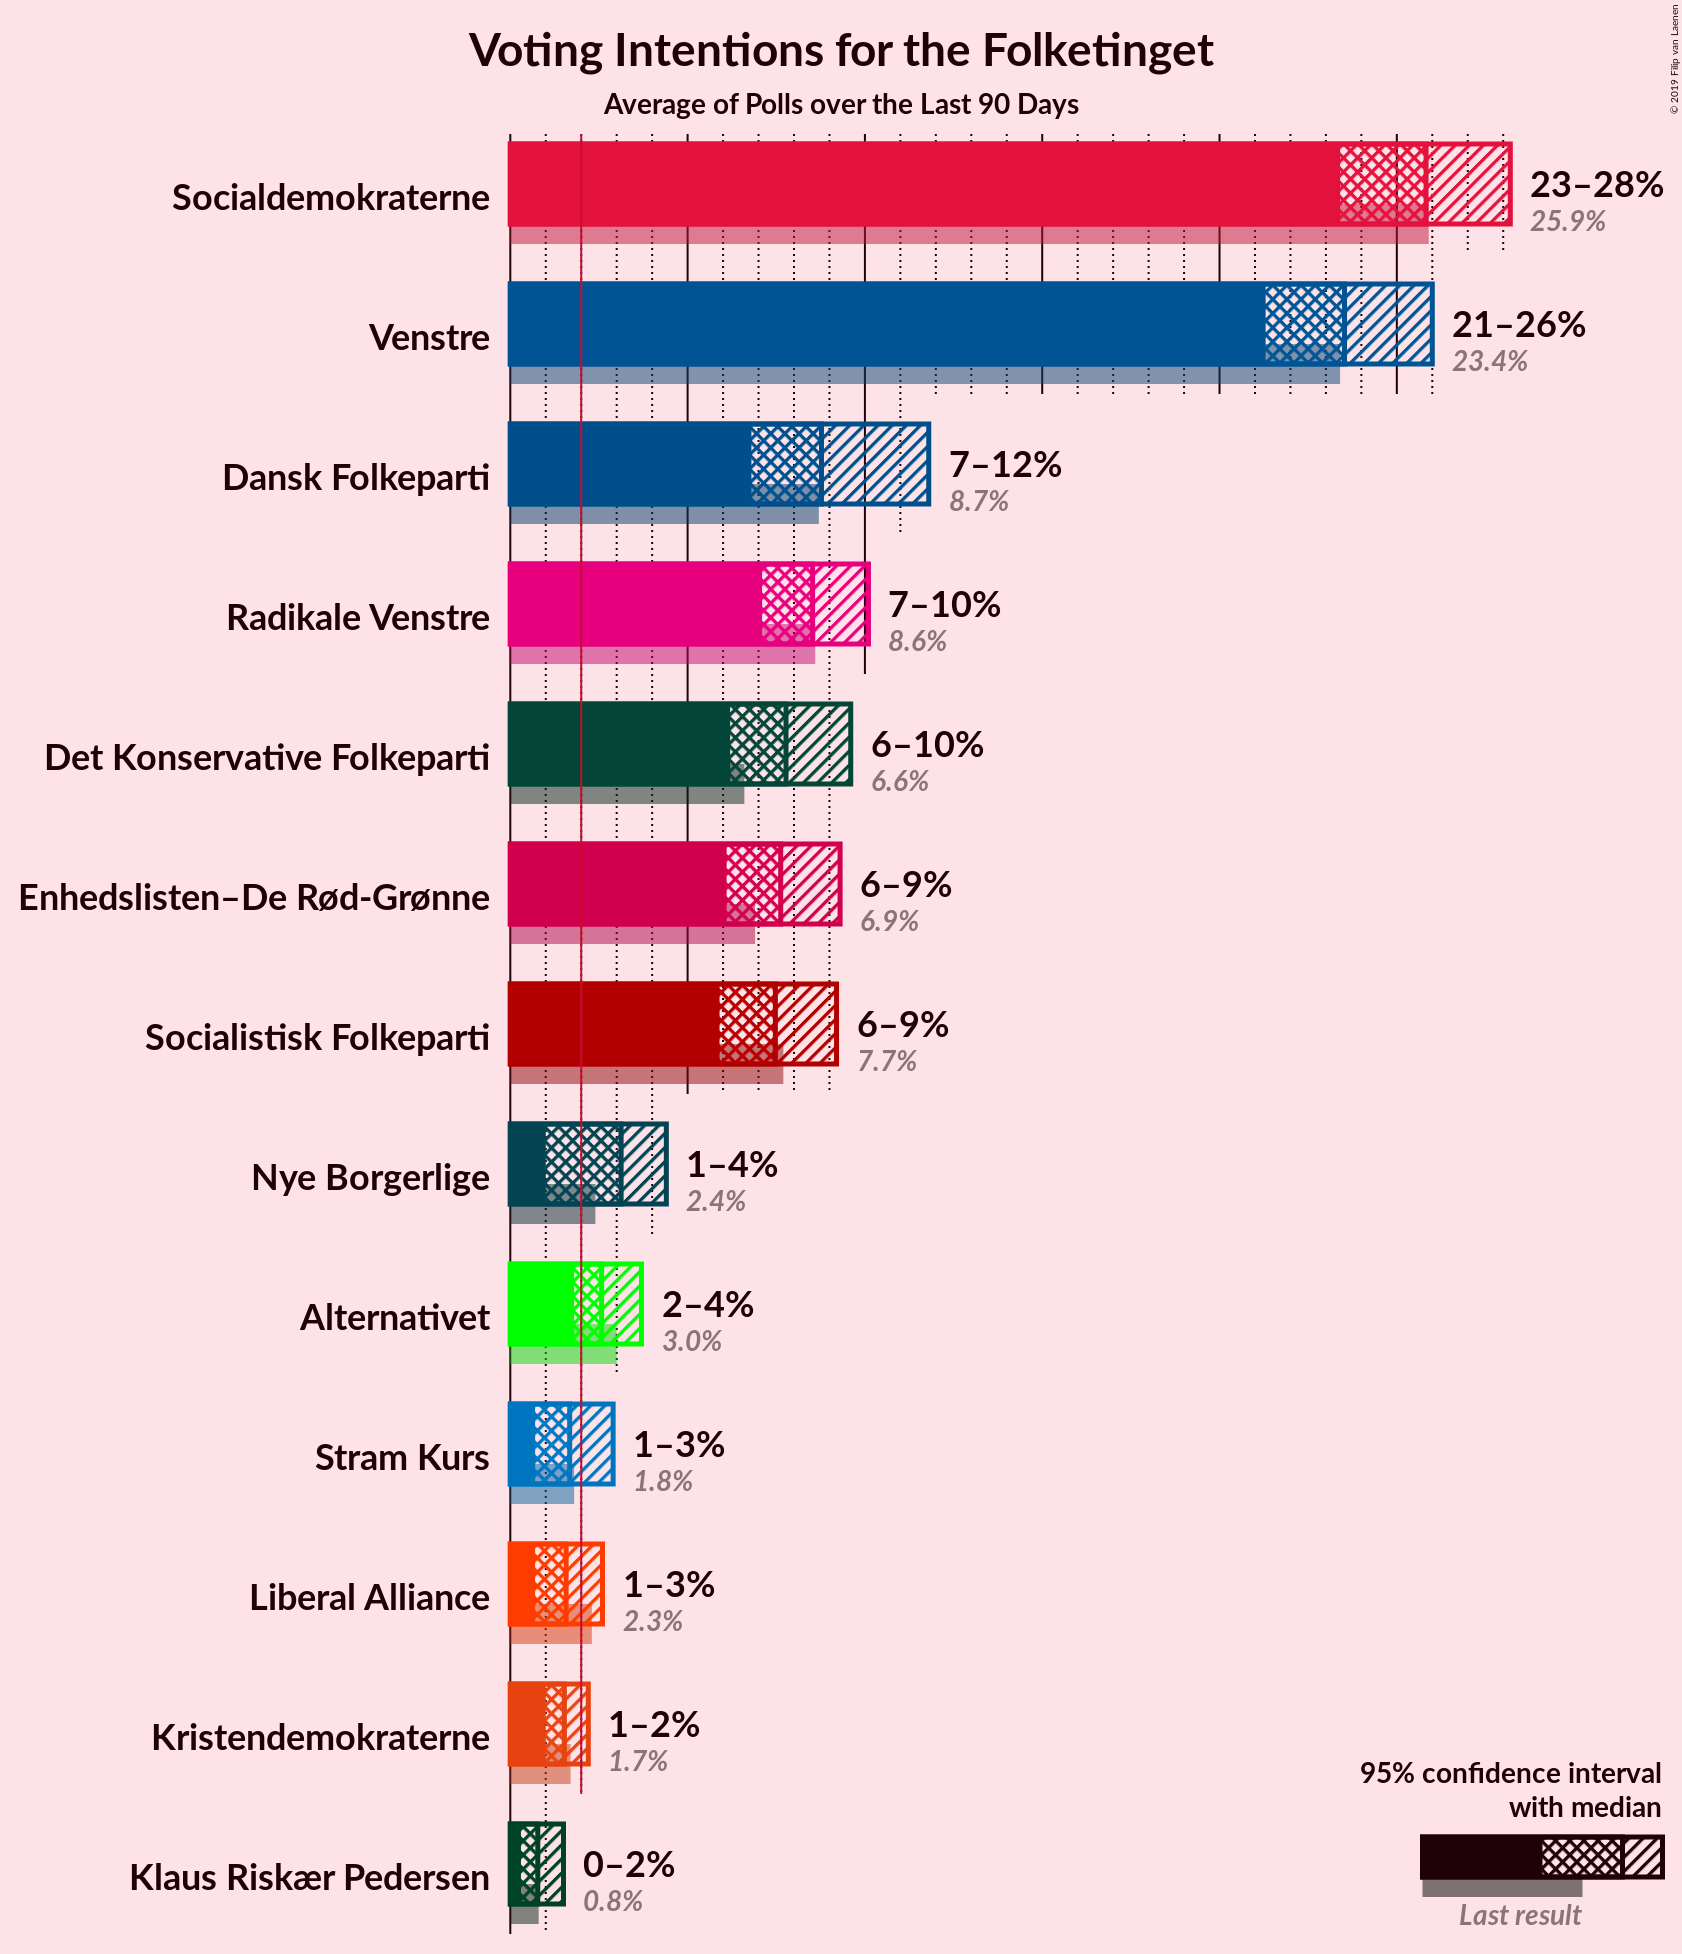 © 2019 Filip van Laenen
Voting Intentions for the Folketinget
Average of Polls over the Last 90 Days
Socialdemokraterne
23–28%
25.9%
Venstre
21–26%
23.4%
Dansk Folkeparti
7–12%
8.7%
Radikale Venstre
7–10%
8.6%
Det Konservative Folkeparti
6–10%
6.6%
Enhedslisten–De Rød-Grønne
6–9%
6.9%
Socialistisk Folkeparti
6–9%
7.7%
Nye Borgerlige
1–4%
2.4%
Alternativet
2–4%
3.0%
Stram Kurs
1–3%
1.8%
Liberal Alliance
1–3%
2.3%
Kristendemokraterne
1–2%
1.7%
Klaus Riskær Pedersen
0–2%
0.8%
95% confidence interval
with median
Last result